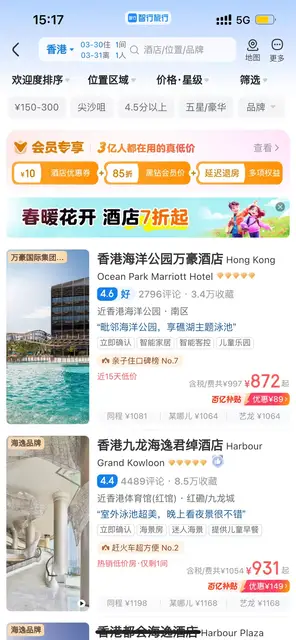 15:17
智行旅行
5G
香港
03-30住 1间
03-31离 1人
酒店/位置/品牌
地图
更多
欢迎度排序
位置区域
价格·星级
筛选
¥150-300
尖沙咀
4.5分以上
五星/豪华
品牌
会员专享
3亿人都在用的真低价
查看>
¥10 酒店优惠券
+
85折 黑钻会员价
+
延迟退房 多项权益
春暖花开 酒店7折起
万豪国际集团...
香港海洋公园万豪酒店 Hong Kong
Ocean Park Marriott Hotel
4.6 好 2796评论 · 3.4万收藏
近香港海洋公园 · 南区
“毗邻海洋公园，享礁湖主题泳池”
立即确认 智能家居 智能客控 儿童乐园
亲子住口碑榜 No.7
近15天低价
含税/费共¥997 ¥872起
百亿补贴 优惠¥89>
同程 ¥1081 某娜儿 ¥1064 艺龙 ¥1064
海逸品牌
香港九龙海逸君绰酒店 Harbour
Grand Kowloon
4.4 4489评论 · 8.5万收藏
近香港体育馆(红馆) · 红磡/九龙城
“室外泳池超美，晚上看夜景很不错”
立即确认 海景房 迷人海景 提供儿童早餐
赶火车超方便 No.2
热销低价房·仅剩1间
含税/费共¥1054 ¥931起
百亿补贴 优惠¥149>
同程 ¥1198 某娜儿 ¥1168 艺龙 ¥1168
海逸品牌
香港都会海逸酒店 Harbour Plaza